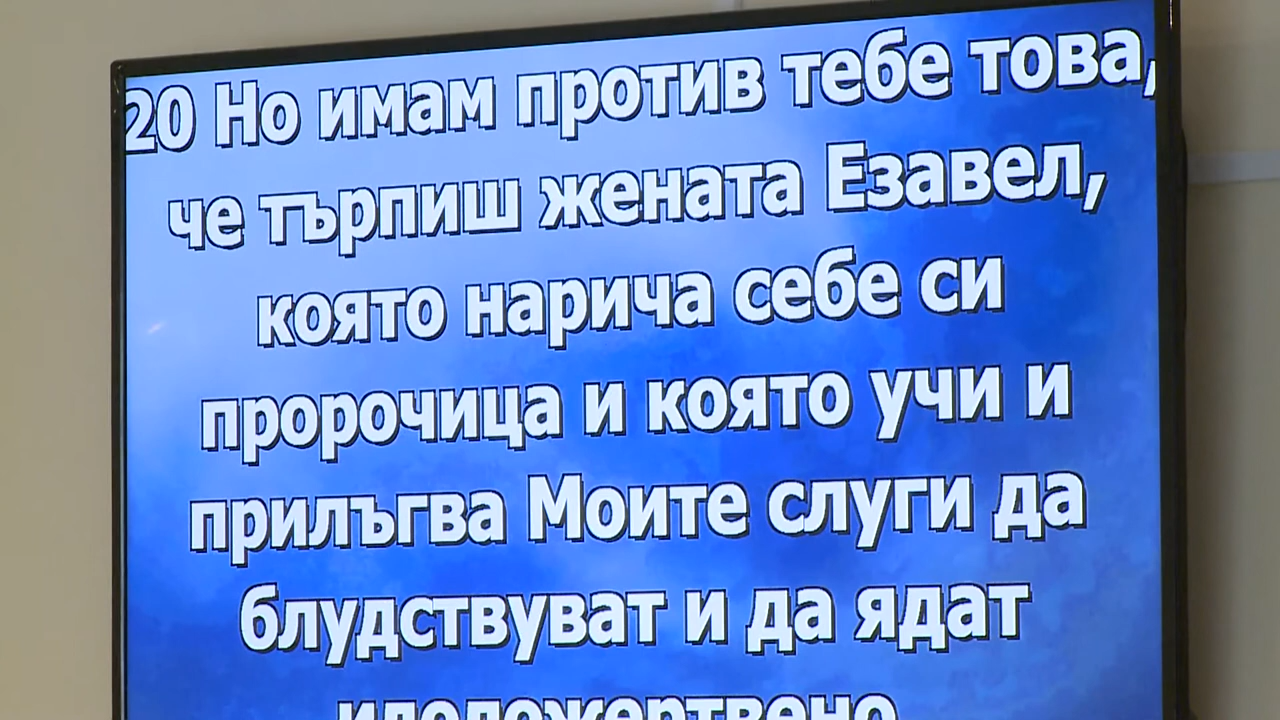 20 Но имам против тебе това,
че търпиш жената Езавел,
която нарича себе си
пророчица и която учи и
прилъгва Моите слуги да
блудствуват и да ядат
идоложертвено